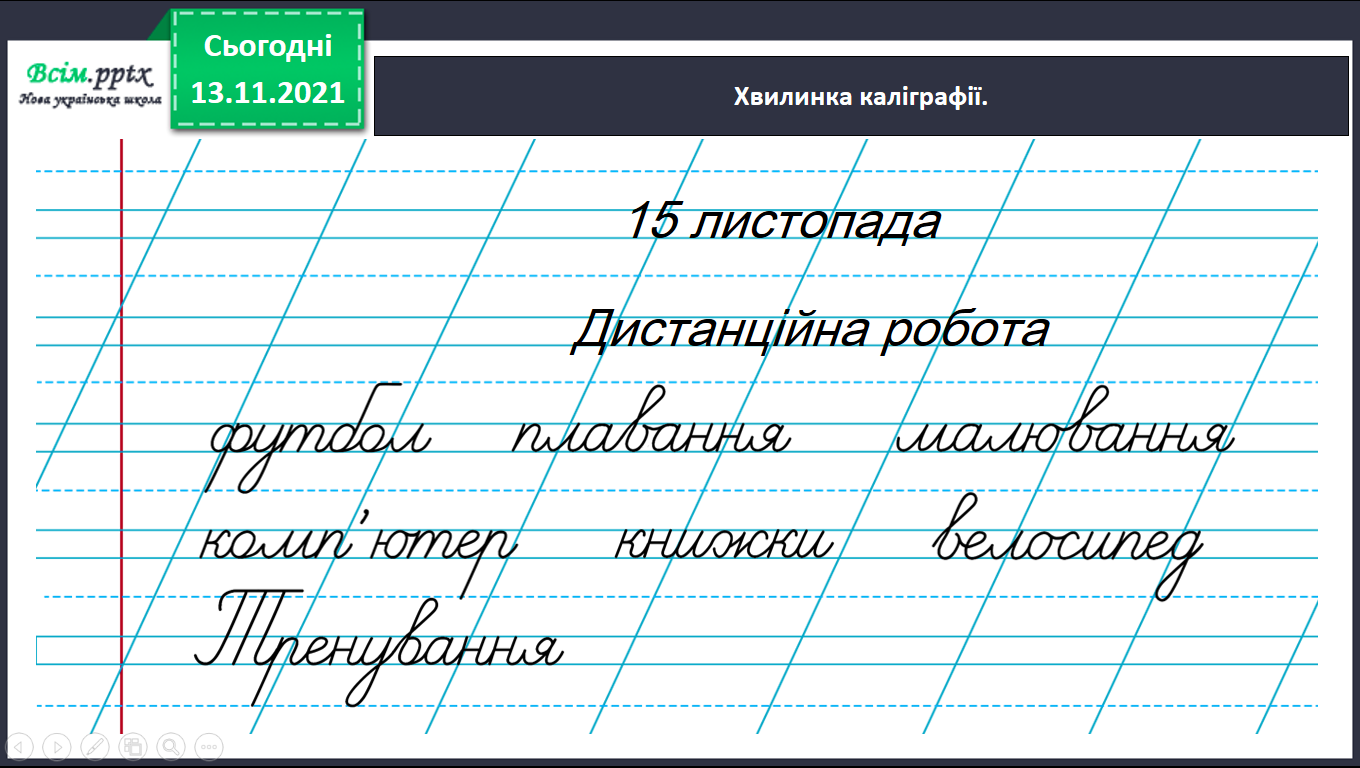 Сьогодні
13.11.2021
Всім.pptx
Нова українська школа
Хвилинка каліграфії.
15 листопада
Дистанційна робота
футбол плавання малювання
комп’ютер книжки велосипед
Тренування